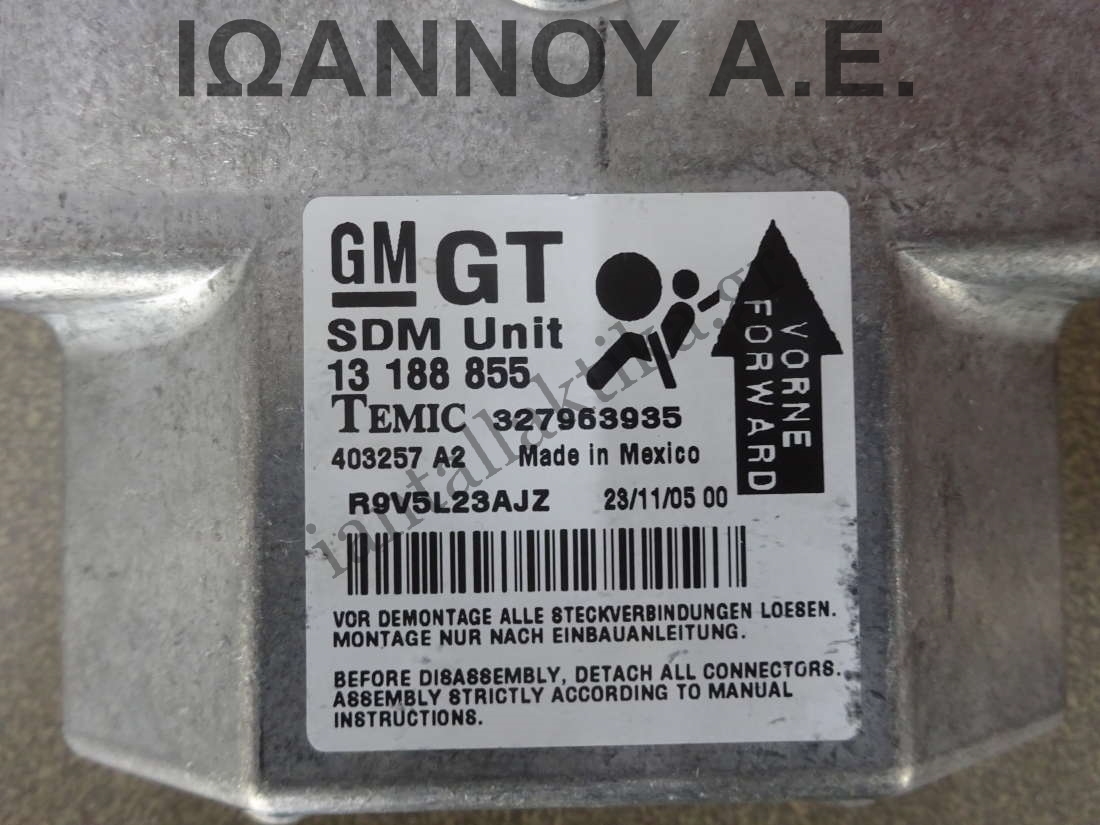 ΙΩΑΝΝΟΥ Α.Ε.
GM GT
SDM Unit
13 188 855
TEMIC 327963935
403257 A2 Made in Mexico
R9V5L23AJZ 23/11/05 00
VORNE
FORWARD
VOR DEMONTAGE ALLE STECKVERBINDUNGEN LOESEN.
MONTAGE NUR NACH EINBAUANLEITUNG.
BEFORE DISASSEMBLY, DETACH ALL CONNECTORS.
ASSEMBLY STRICTLY ACCORDING TO MANUAL
INSTRUCTIONS.
iantallaktika.gr